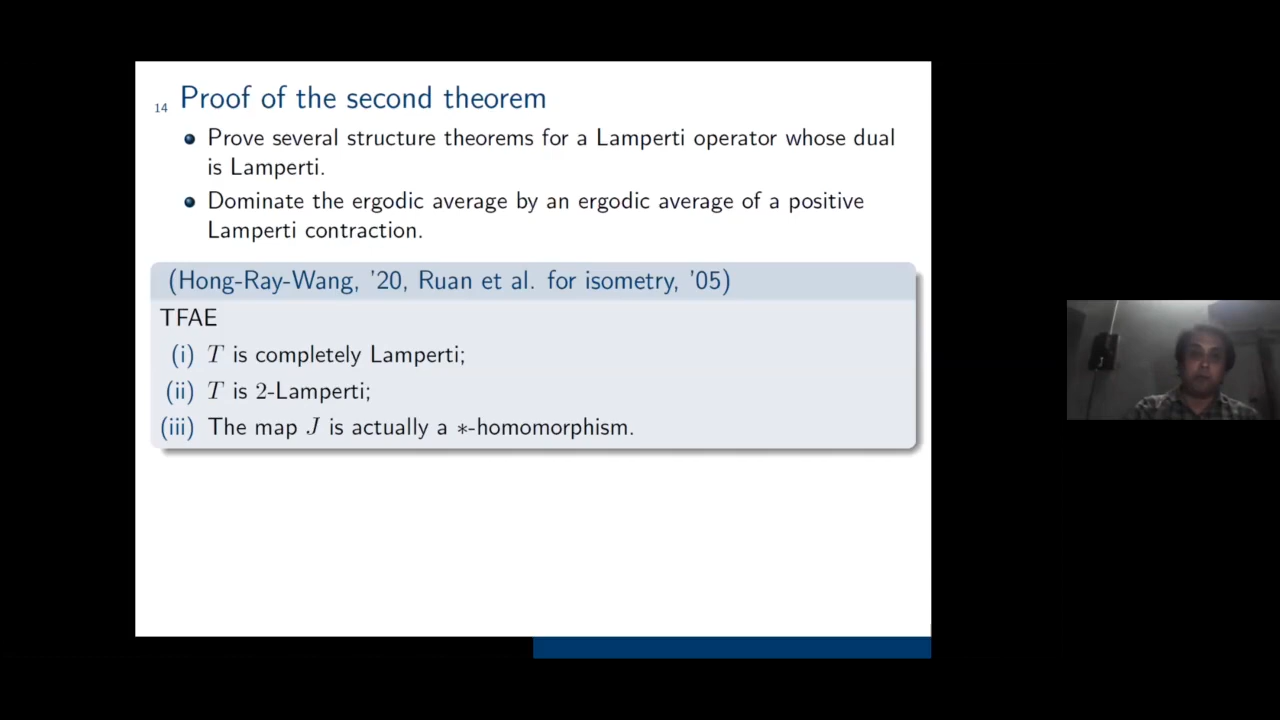 14 Proof of the second theorem
Prove several structure theorems for a Lamperti operator whose dual
is Lamperti.
Dominate the ergodic average by an ergodic average of a positive
Lamperti contraction.
(Hong-Ray-Wang, '20, Ruan et al. for isometry, '05)
TFAE
(i) T is completely Lamperti;
(ii) T is 2-Lamperti;
(iii) The map J is actually a ∗-homomorphism.